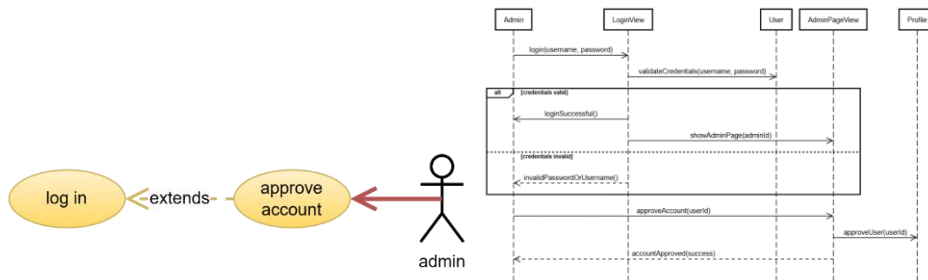 log in
extends
approve
account
admin
Admin
LoginView
User
AdminPageView
Profile
login(username, password)
validateCredentials(username, password)
alt
[credentials valid]
loginSuccessful()
showAdminPage(adminId)
[credentials invalid]
invalidPasswordOrUsername()
approveAccount(userId)
approveUser(userId)
accountApproved(success)